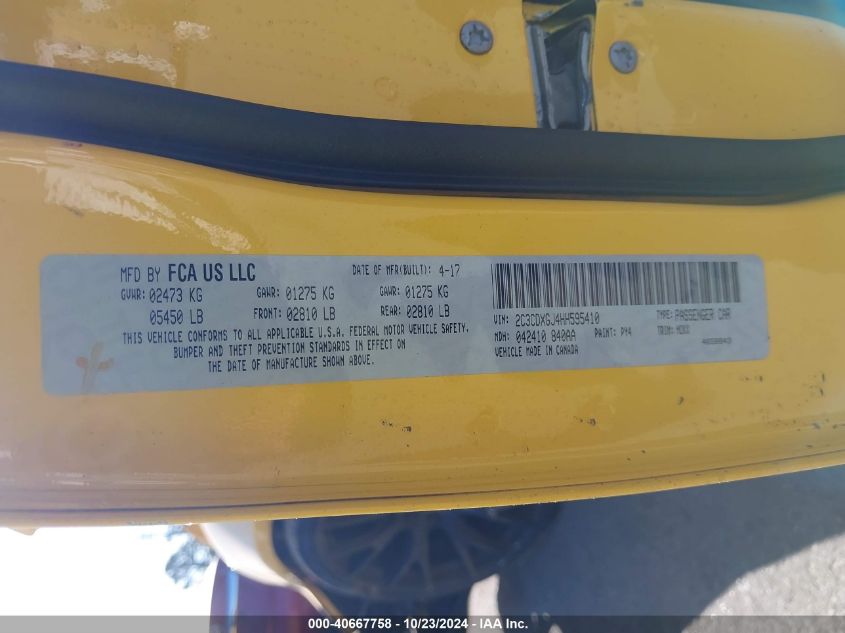 MFD BY FCA US LLC DATE OF MFR(BUILT): 4-17
GVWR: 02473 KG GAWR: 01275 KG GAWR: 01275 KG
05450 LB FRONT: 02810 LB REAR: 02810 LB
THIS VEHICLE CONFORMS TO ALL APPLICABLE U.S.A. FEDERAL MOTOR VEHICLE SAFETY,
BUMPER AND THEFT PREVENTION STANDARDS IN EFFECT ON
THE DATE OF MANUFACTURE SHOWN ABOVE.
VIN: 2C3CDXGJ4HH595410 TYPE: PASSENGER CAR
MDH: 042410 840AA PAINT: PY4 TRIM:
VEHICLE MADE IN CANADA
000-40667758 - 10/23/2024 - IAA Inc.